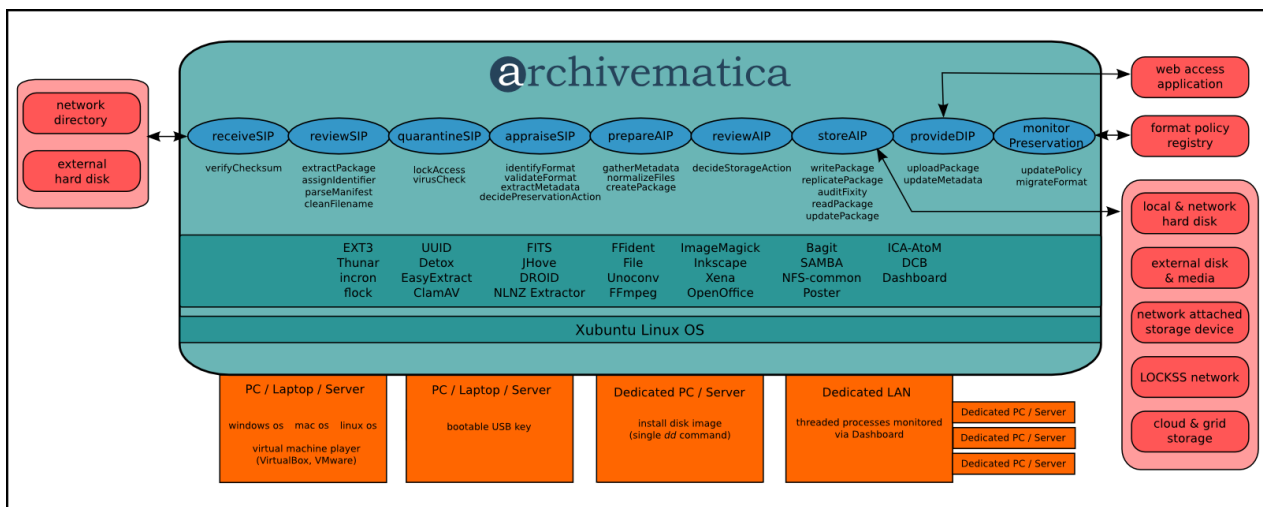 archivematica
network
directory
external
hard disk
receiveSIP
reviewSIP
quarantineSIP
appraiseSIP
prepareAIP
reviewAIP
storeAIP
provideDIP
monitor
Preservation
verifyChecksum
extractPackage
assignIdentifier
parseManifest
cleanFilename
lockAccess
virusCheck
identifyFormat
validateFormat
extractMetadata
decidePreservationAction
gatherMetadata
normalizeFiles
createPackage
decideStorageAction
writePackage
replicatePackage
auditFixity
readPackage
updatePackage
uploadPackage
updateMetadata
updatePolicy
migrateFormat
web access
application
format policy
registry
local & network
hard disk
external disk
& media
network attached
storage device
LOCKSS network
cloud & grid
storage
EXT3
Thunar
incron
flock
UUID
Detox
EasyExtract
ClamAV
FITS
JHove
DROID
NLNZ Extractor
FFident
File
Unoconv
FFmpeg
ImageMagick
Inkscape
Xena
OpenOffice
Bagit
SAMBA
NFS-common
Poster
ICA-AtoM
DCB
Dashboard
Xubuntu Linux OS
PC / Laptop / Server
windows os mac os linux os
virtual machine player
(VirtualBox, VMware)
PC / Laptop / Server
bootable USB key
Dedicated PC / Server
install disk image
(single dd command)
Dedicated LAN
threaded processes monitored
via Dashboard
Dedicated PC / Server
Dedicated PC / Server
Dedicated PC / Server